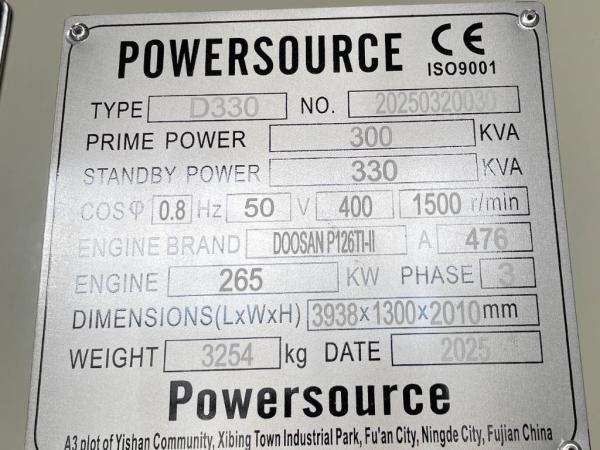 POWERSOURCE CE
ISO9001
TYPE D330 NO. 20250320030
PRIME POWER 300 KVA
STANDBY POWER 330 KVA
COSφ 0.8 Hz 50 V 400 1500 r/min
ENGINE BRAND DOOSAN P126TI-II A 476
ENGINE 265 KW PHASE 3
DIMENSIONS(LxWxH) 3938x1300x2010 mm
WEIGHT 3254 kg DATE 2025
Powersource
A3 plot of Yishan Community, Xibing Town Industrial Park, Fu'an City, Ningde City, Fujian China